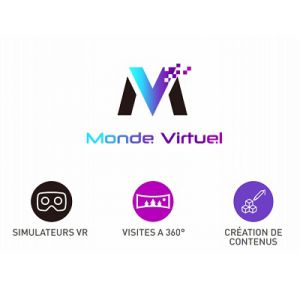 Monde Virtuel
SIMULATEURS VR
VISITES A 360°
CRÉATION DE
CONTENUS